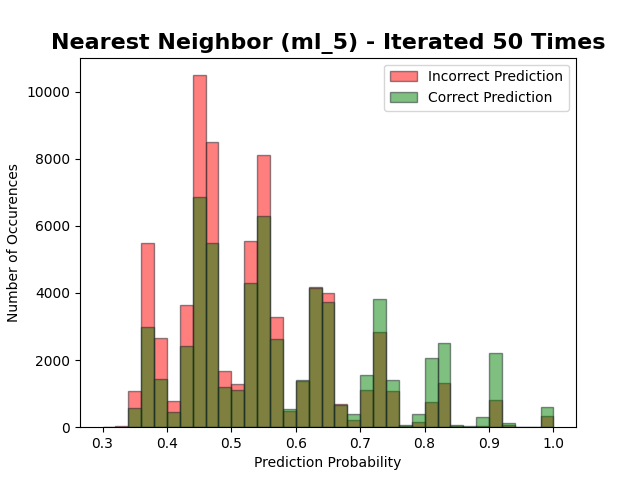 Nearest Neighbor (ml_5) - Iterated 50 Times
Incorrect Prediction
Correct Prediction
Number of Occurences
10000
8000
6000
4000
2000
0
0.3 0.4 0.5 0.6 0.7 0.8 0.9 1.0
Prediction Probability